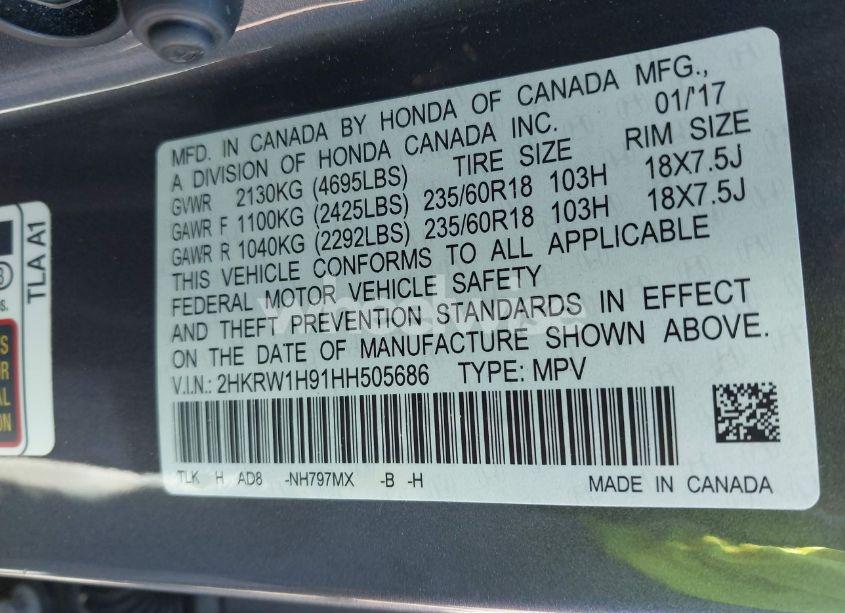 MFD. IN CANADA BY HONDA OF CANADA MFG.,
A DIVISION OF HONDA CANADA INC. 01/'17
GVWR 2130KG (4695LBS) TIRE SIZE RIM SIZE
GAWR F 1100KG (2425LBS) 235/60R18 103H 18X7.5J
GAWR R 1040KG (2292LBS) 235/60R18 103H 18X7.5J
THIS VEHICLE CONFORMS TO ALL APPLICABLE
FEDERAL MOTOR VEHICLE SAFETY
AND THEFT PREVENTION STANDARDS IN EFFECT
ON THE DATE OF MANUFACTURE SHOWN ABOVE.
V.I.N.: 2HKRW1H91HH505686 TYPE: MPV
TLK H AD8 -NH797MX -B -H
MADE IN CANADA
TLA A1